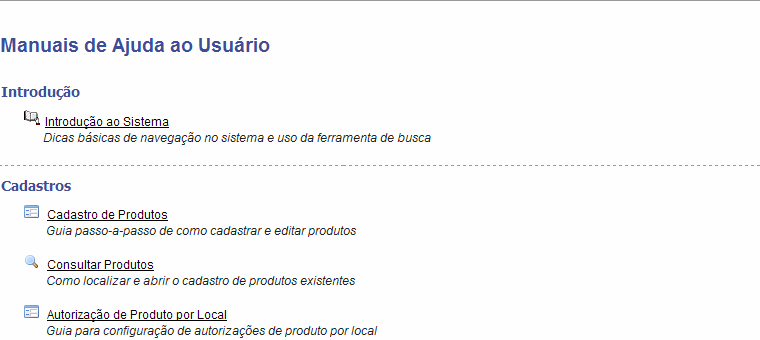 Manuais de Ajuda ao Usuário
Introdução
Introdução ao Sistema
Dicas básicas de navegação no sistema e uso da ferramenta de busca
Cadastros
Cadastro de Produtos
Guia passo-a-passo de como cadastrar e editar produtos
Consultar Produtos
Como localizar e abrir o cadastro de produtos existentes
Autorização de Produto por Local
Guia para configuração de autorizações de produto por local